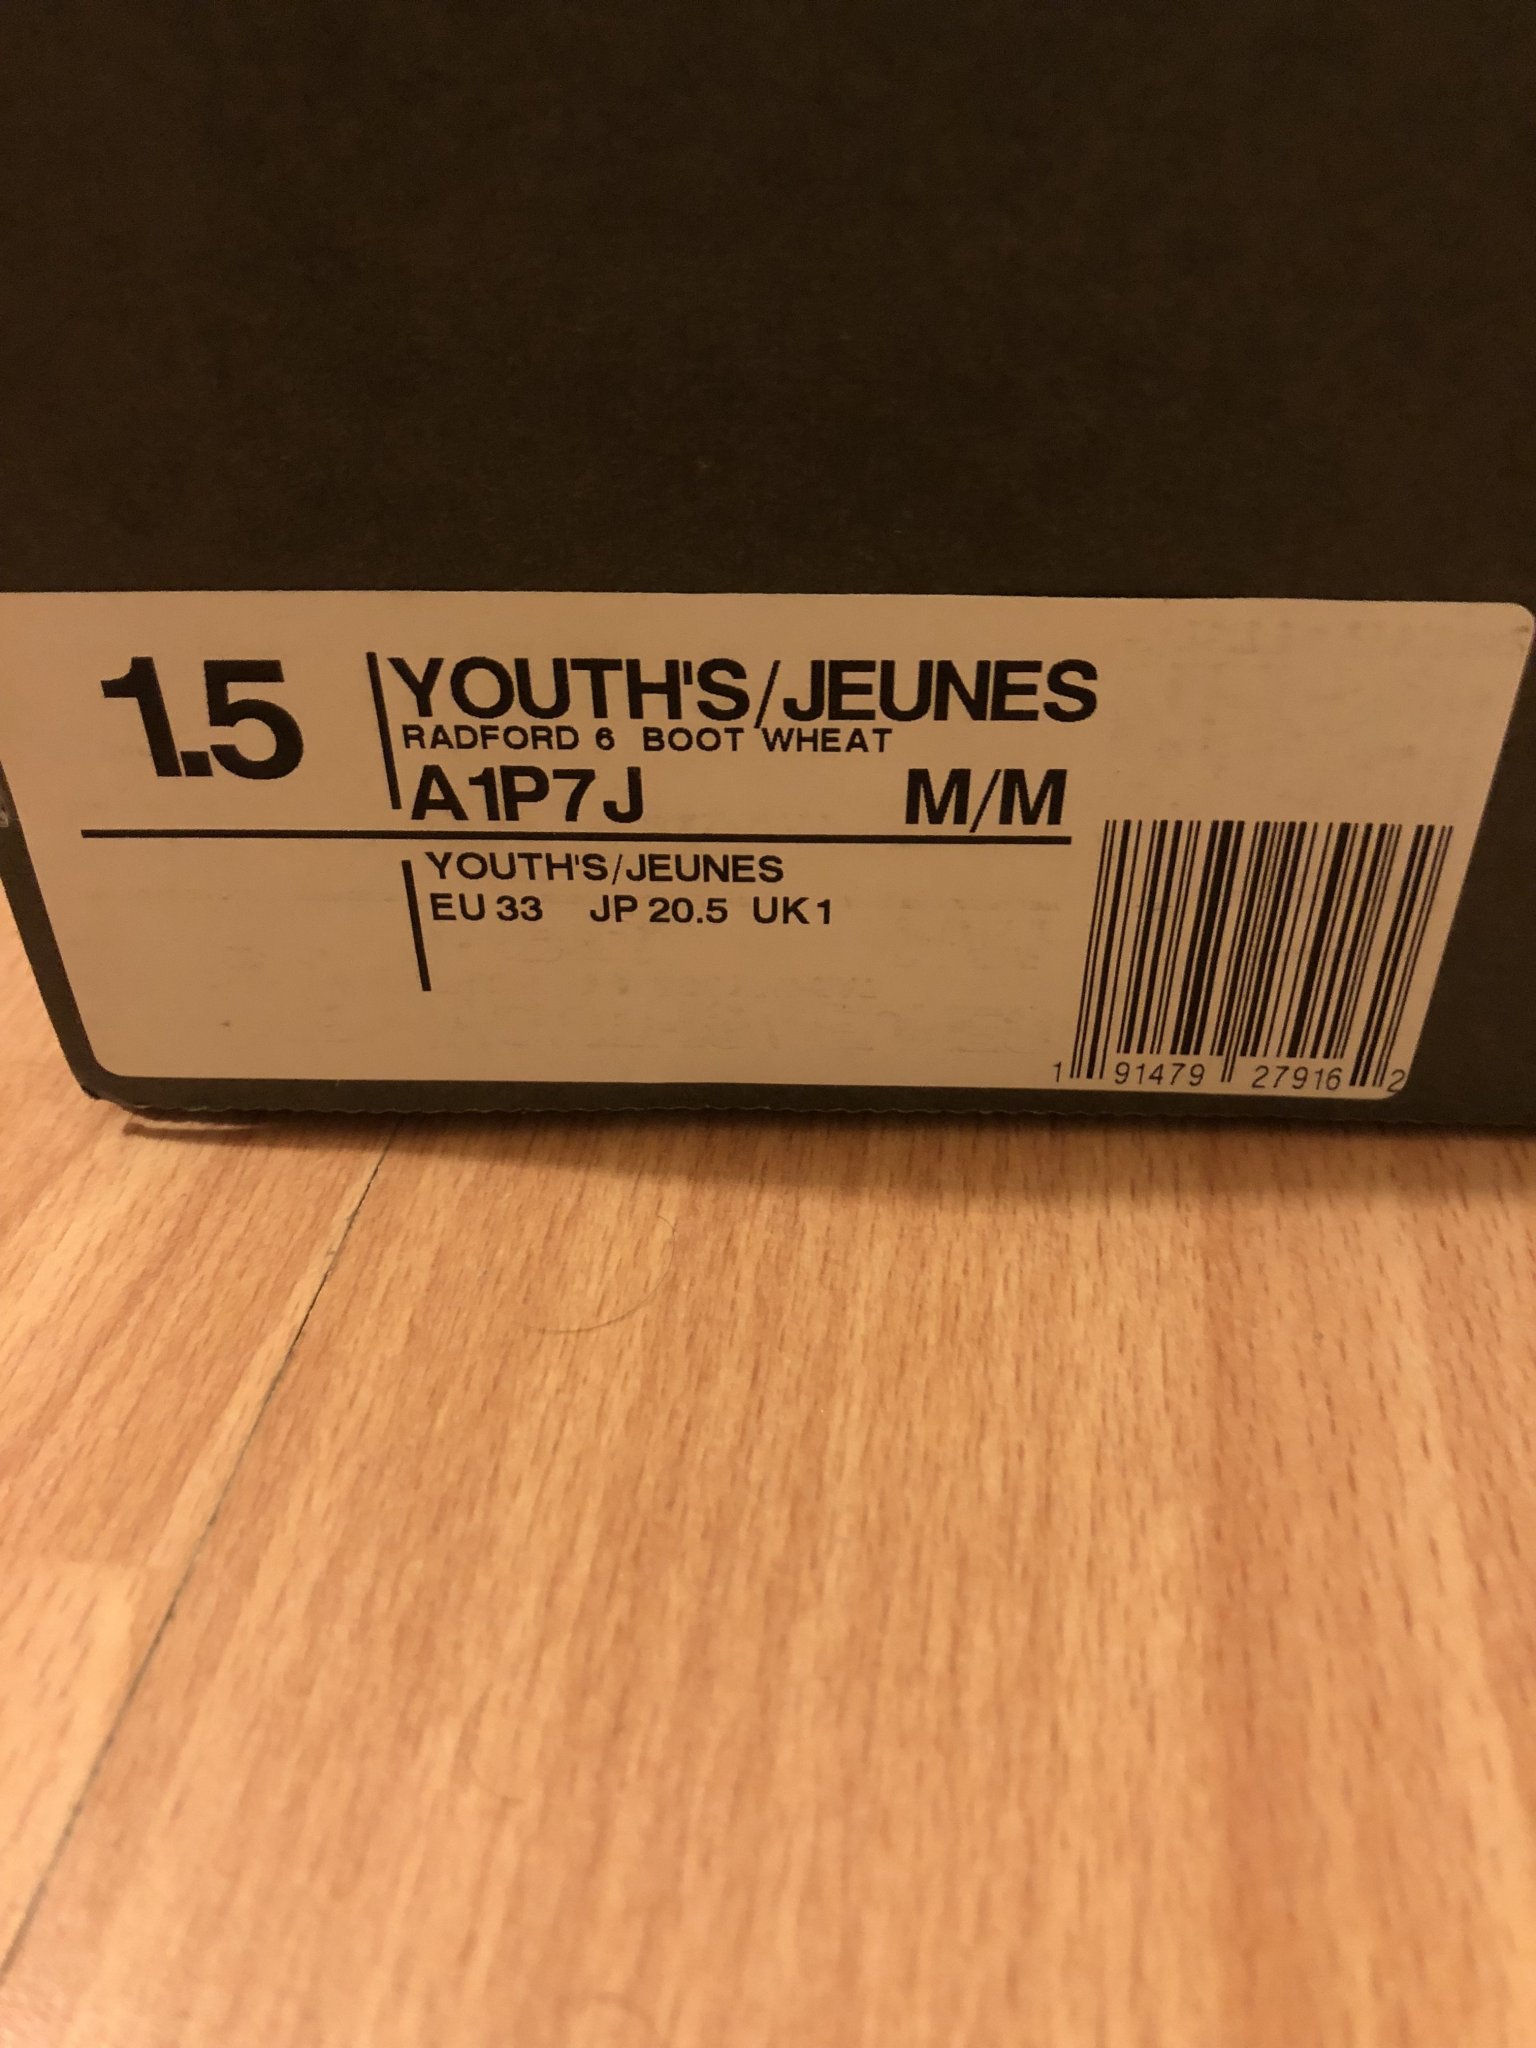 1.5
YOUTH'S/JEUNES
RADFORD 6 BOOT WHEAT
A1P7J M/M
YOUTH'S/JEUNES
EU 33 JP 20.5 UK 1
1 91479 27916 2